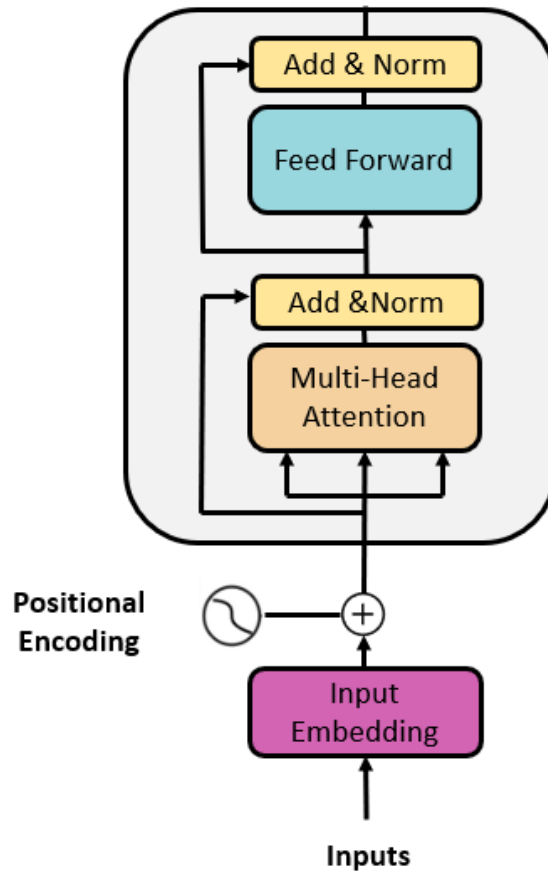 Add & Norm
Feed Forward
Add &Norm
Multi-Head
Attention
Positional
Encoding
+
Input
Embedding
Inputs